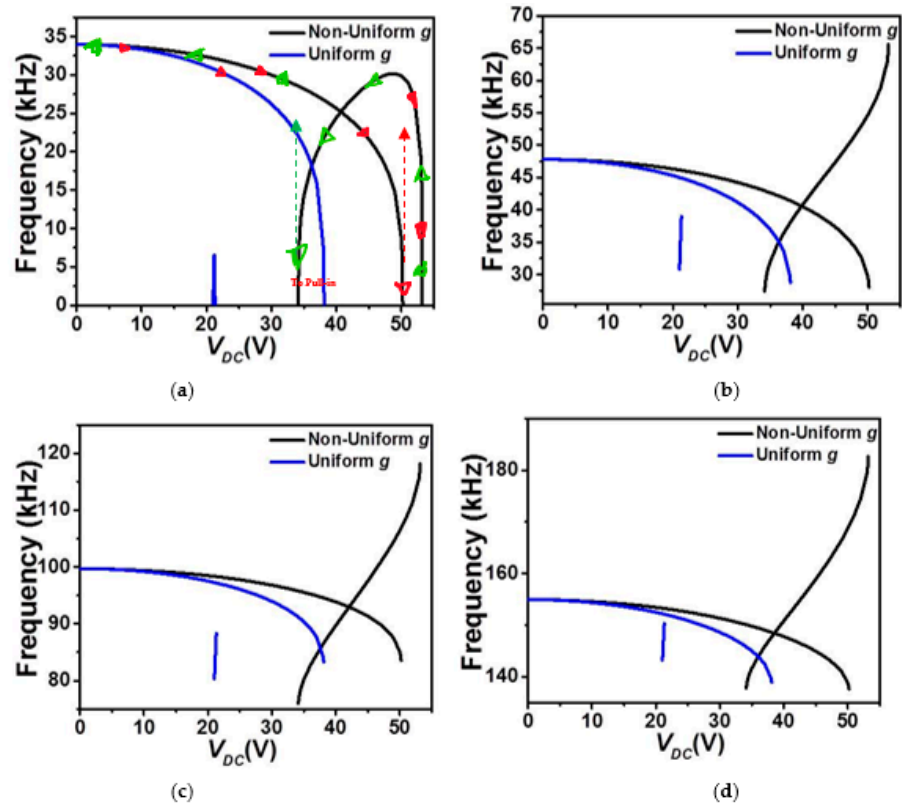 35
30
25
20
15
10
5
0
Frequency (kHz)
Non-Uniform g
Uniform g
To Pull-in
0 10 20 30 40 50
VDC(V)
(a)
70
65
60
55
50
45
40
35
30
Frequency (kHz)
Non-Uniform g
Uniform g
0 10 20 30 40 50
VDC(V)
(b)
120
110
100
90
80
Frequency (kHz)
Non-Uniform g
Uniform g
0 10 20 30 40 50
VDC(V)
(c)
180
160
140
Frequency (kHz)
Non-Uniform g
Uniform g
0 10 20 30 40 50
VDC(V)
(d)